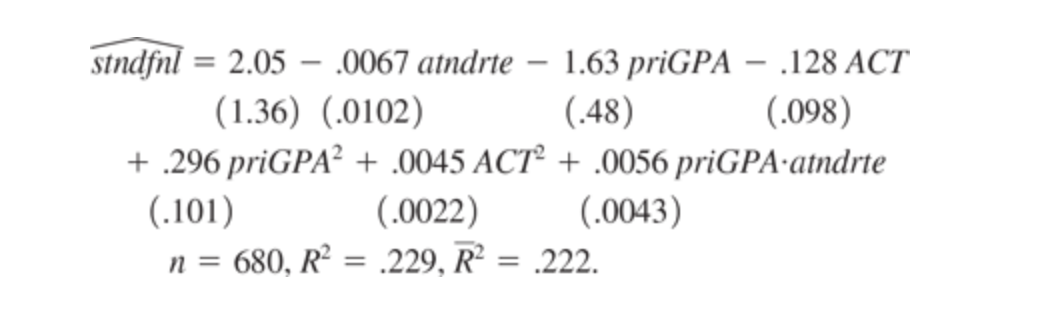 stndfnl = 2.05 − .0067 atndrte − 1.63 priGPA − .128 ACT
(1.36) (.0102) (.48) (.098)
+ .296 priGPA² + .0045 ACT² + .0056 priGPA·atndrte
(.101) (.0022) (.0043)
n = 680, R² = .229, R̅² = .222.